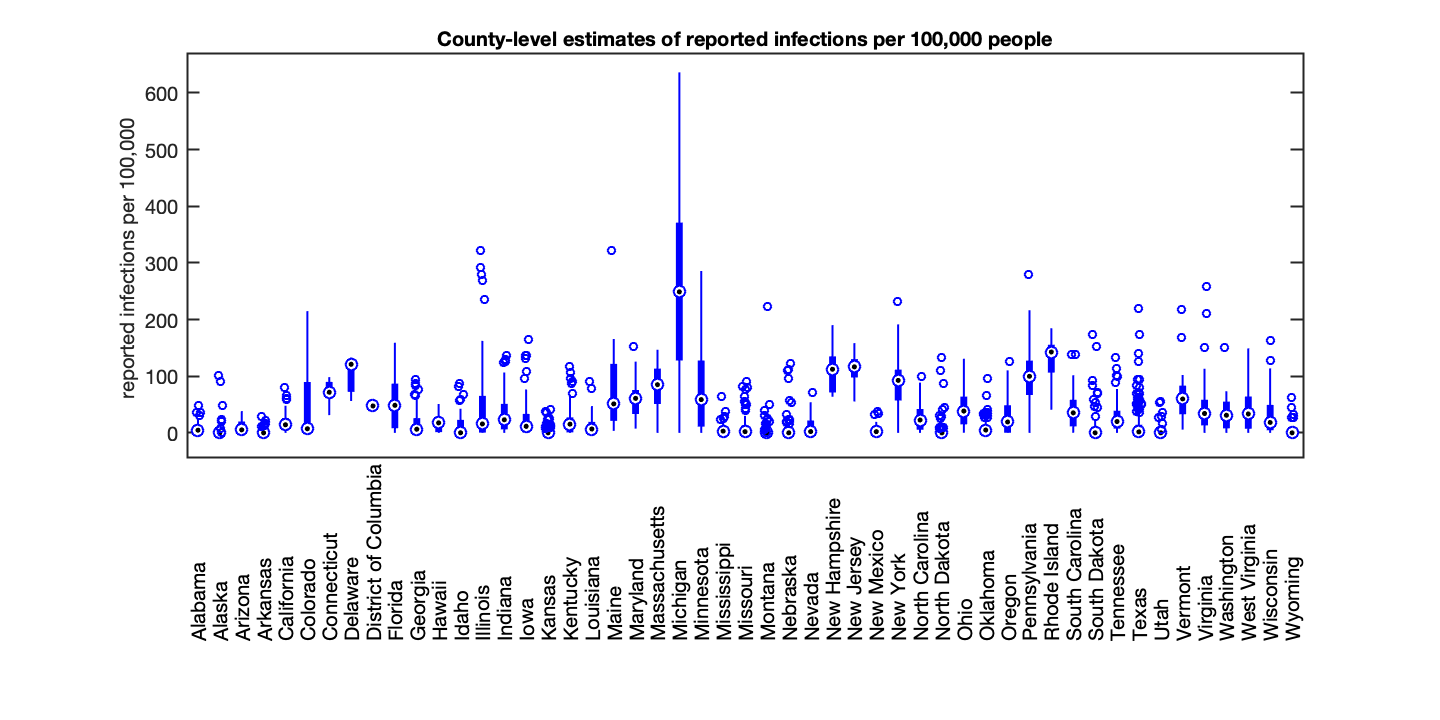 County-level estimates of reported infections per 100,000 people
reported infections per 100,000
600
500
400
300
200
100
0
Alabama
Alaska
Arizona
Arkansas
California
Colorado
Connecticut
Delaware
District of Columbia
Florida
Georgia
Hawaii
Idaho
Illinois
Indiana
Iowa
Kansas
Kentucky
Louisiana
Maine
Maryland
Massachusetts
Michigan
Minnesota
Mississippi
Missouri
Montana
Nebraska
Nevada
New Hampshire
New Jersey
New Mexico
New York
North Carolina
North Dakota
Ohio
Oklahoma
Oregon
Pennsylvania
Rhode Island
South Carolina
South Dakota
Tennessee
Texas
Utah
Vermont
Virginia
Washington
West Virginia
Wisconsin
Wyoming